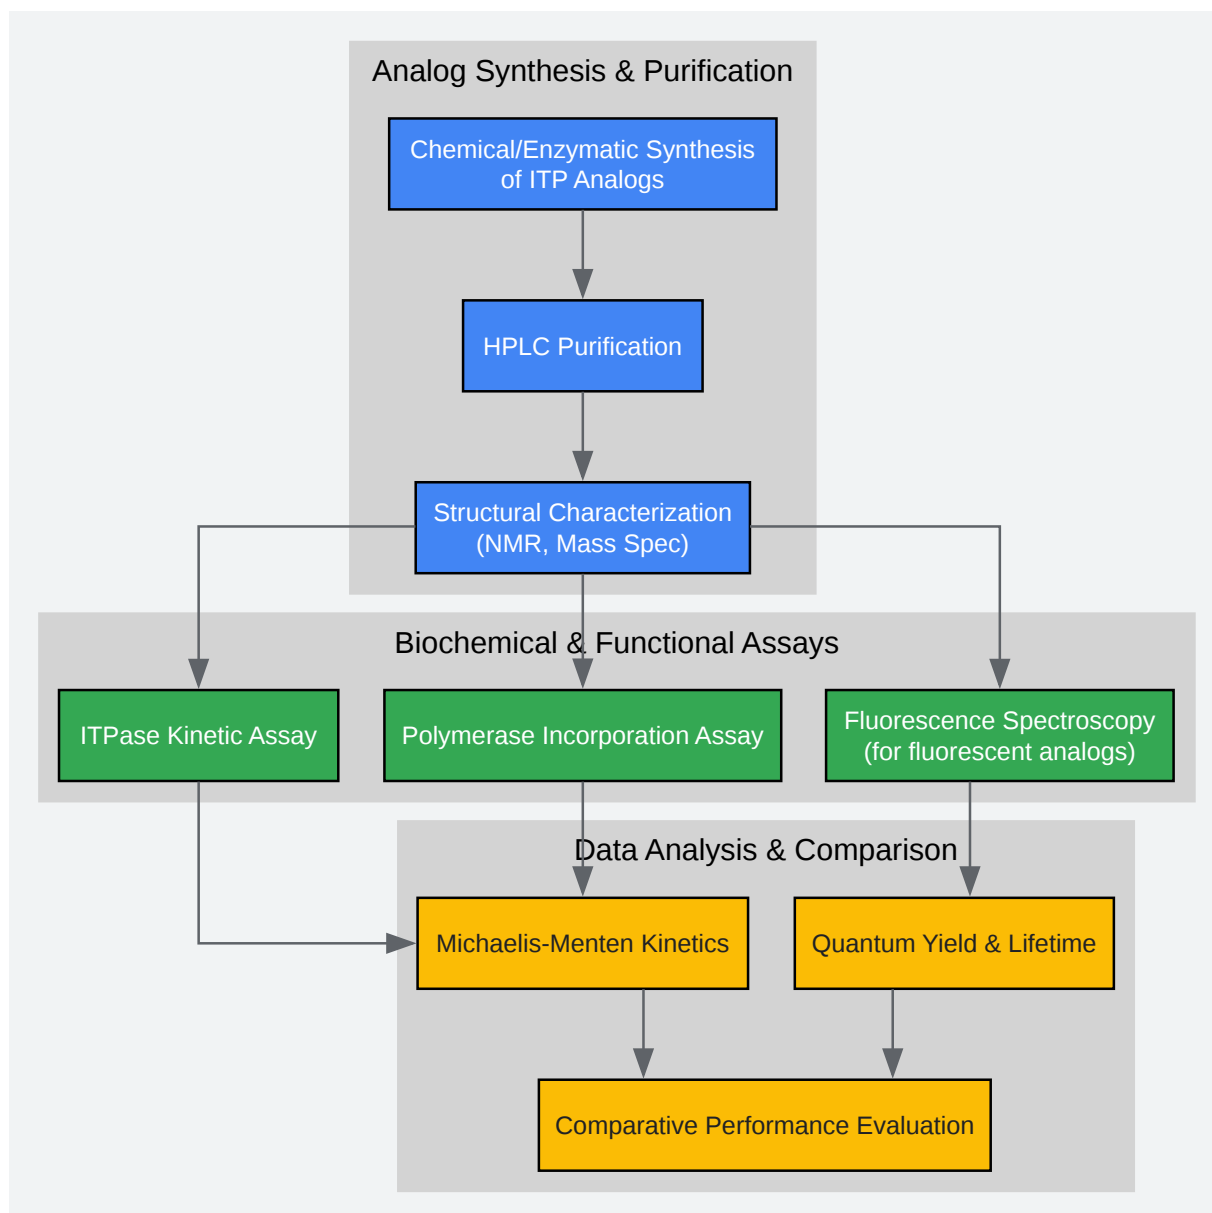 Analog Synthesis & Purification
Chemical/Enzymatic Synthesis
of ITP Analogs
HPLC Purification
Structural Characterization
(NMR, Mass Spec)
Biochemical & Functional Assays
ITPase Kinetic Assay
Polymerase Incorporation Assay
Fluorescence Spectroscopy
(for fluorescent analogs)
Data Analysis & Comparison
Michaelis-Menten Kinetics
Quantum Yield & Lifetime
Comparative Performance Evaluation